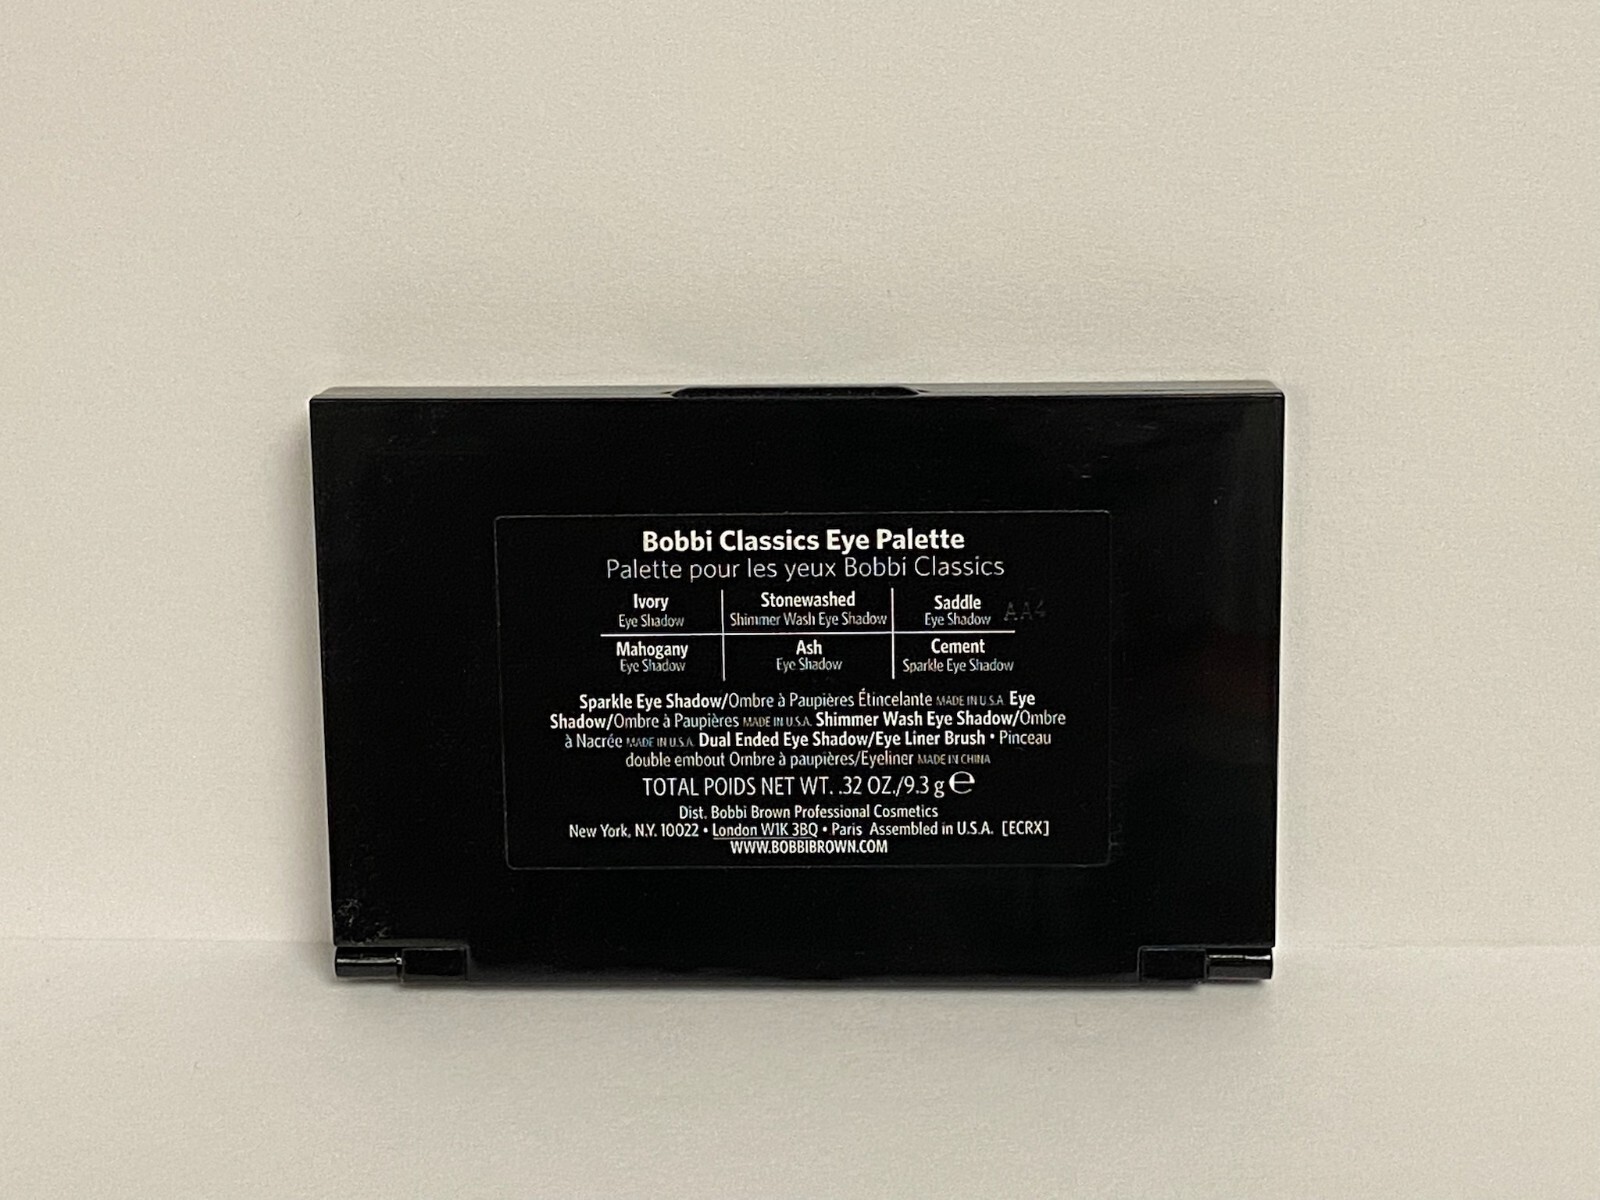 Bobbi Classics Eye Palette
Palette pour les yeux Bobbi Classics
Ivory Stonewashed Saddle
Eye Shadow Shimmer Wash Eye Shadow Eye Shadow AA4
Mahogany Ash Cement
Eye Shadow Eye Shadow Sparkle Eye Shadow
Sparkle Eye Shadow/Ombre à Paupières Étincelante MADE IN U.S.A. Eye
Shadow/Ombre à Paupières MADE IN U.S.A. Shimmer Wash Eye Shadow/Ombre
à Nacrée MADE IN U.S.A. Dual Ended Eye Shadow/Eye Liner Brush • Pinceau
double embout Ombre à paupières/Eyeliner MADE IN CHINA
TOTAL POIDS NET WT. .32 OZ./9.3 g ℮
Dist. Bobbi Brown Professional Cosmetics
New York, N.Y. 10022 • London W1K 3BQ • Paris Assembled in U.S.A. [ECRX]
WWW.BOBBIBROWN.COM